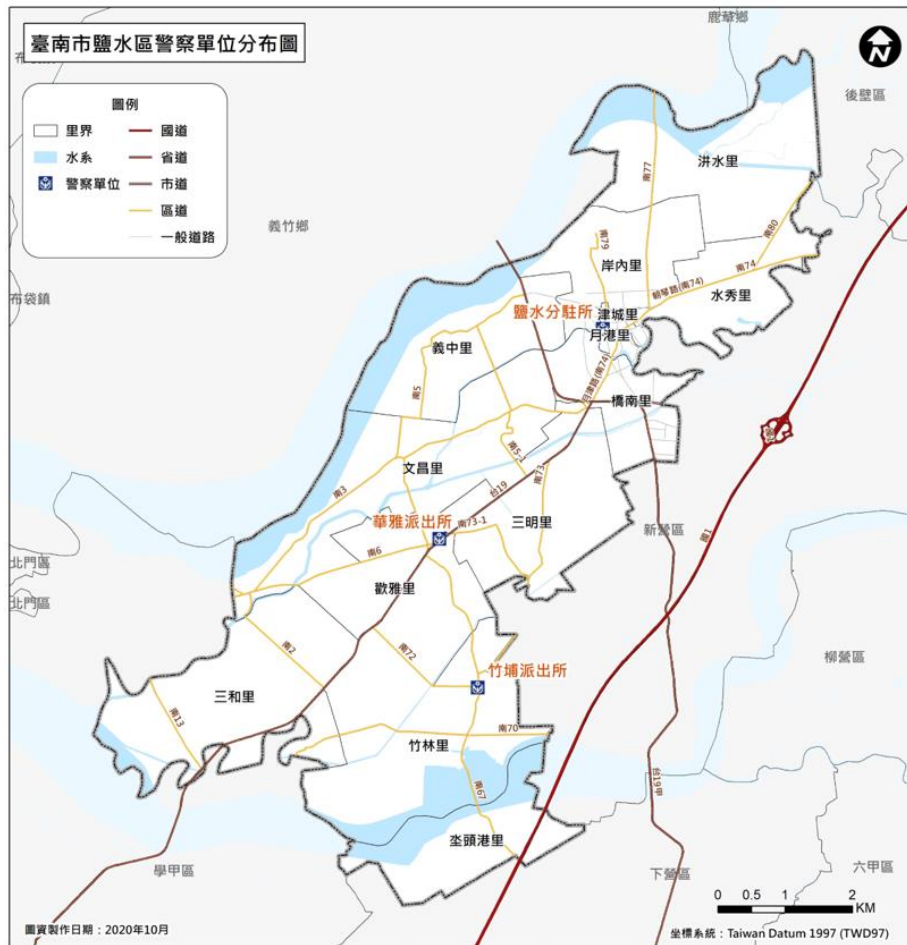 臺南市鹽水區警察單位分布圖
圖例
里界
國道
水系
省道
警察單位
市道
區道
一般道路
鹿草鄉
後壁區
義竹鄉
布袋鎮
洪水里
南77
南80
南79
岸內里
南74
朝琴路(南74)
水秀里
鹽水分駐所
津城里
月港里
義中里
月津路(南74)
南5
橋南里
南5-1
文昌里
南73
台19
南3
華雅派出所
南73-1
三明里
新營區
國1
南6
北門區
北門區
歡雅里
南72
南2
柳營區
竹埔派出所
三和里
南13
南70
竹林里
南67
台19甲
坔頭港里
學甲區
下營區
六甲區
0 0.5 1 2
KM
圖資製作日期：2020年10月
坐標系統：Taiwan Datum 1997 (TWD97)